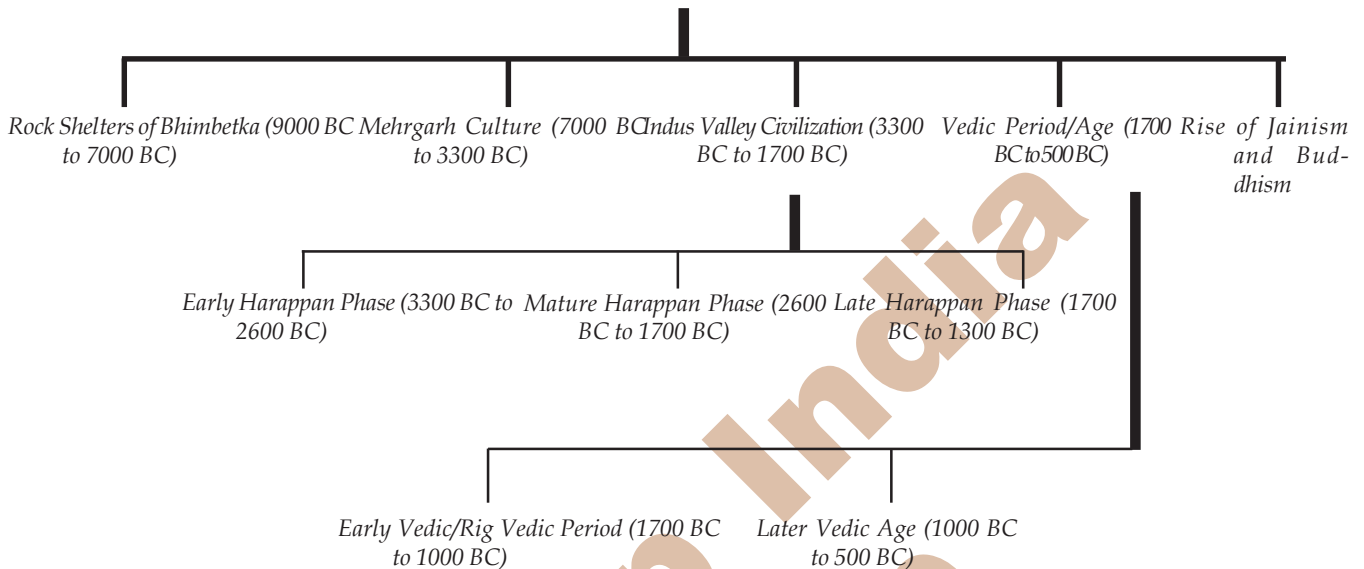 Rock Shelters of Bhimbetka (9000 BC
to 7000 BC)
Mehrgarh Culture (7000 BC
to 3300 BC)
Indus Valley Civilization (3300
BC to 1700 BC)
Vedic Period/Age (1700
BC to 500 BC)
Rise of Jainism
and Bud-
dhism
Early Harappan Phase (3300 BC to
2600 BC)
Mature Harappan Phase (2600
BC to 1700 BC)
Late Harappan Phase (1700
BC to 1300 BC)
Early Vedic/Rig Vedic Period (1700 BC
to 1000 BC)
Later Vedic Age (1000 BC
to 500 BC)
India